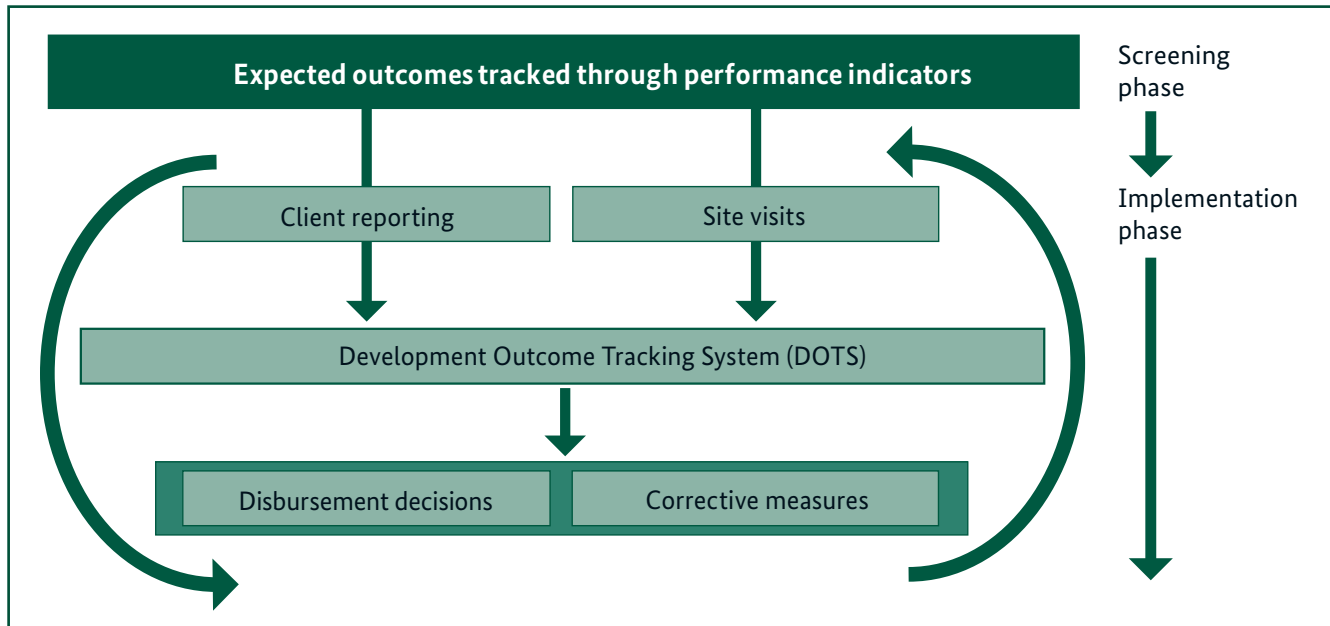 Expected outcomes tracked through performance indicators
Screening
phase
Client reporting
Site visits
Implementation
phase
Development Outcome Tracking System (DOTS)
Disbursement decisions
Corrective measures